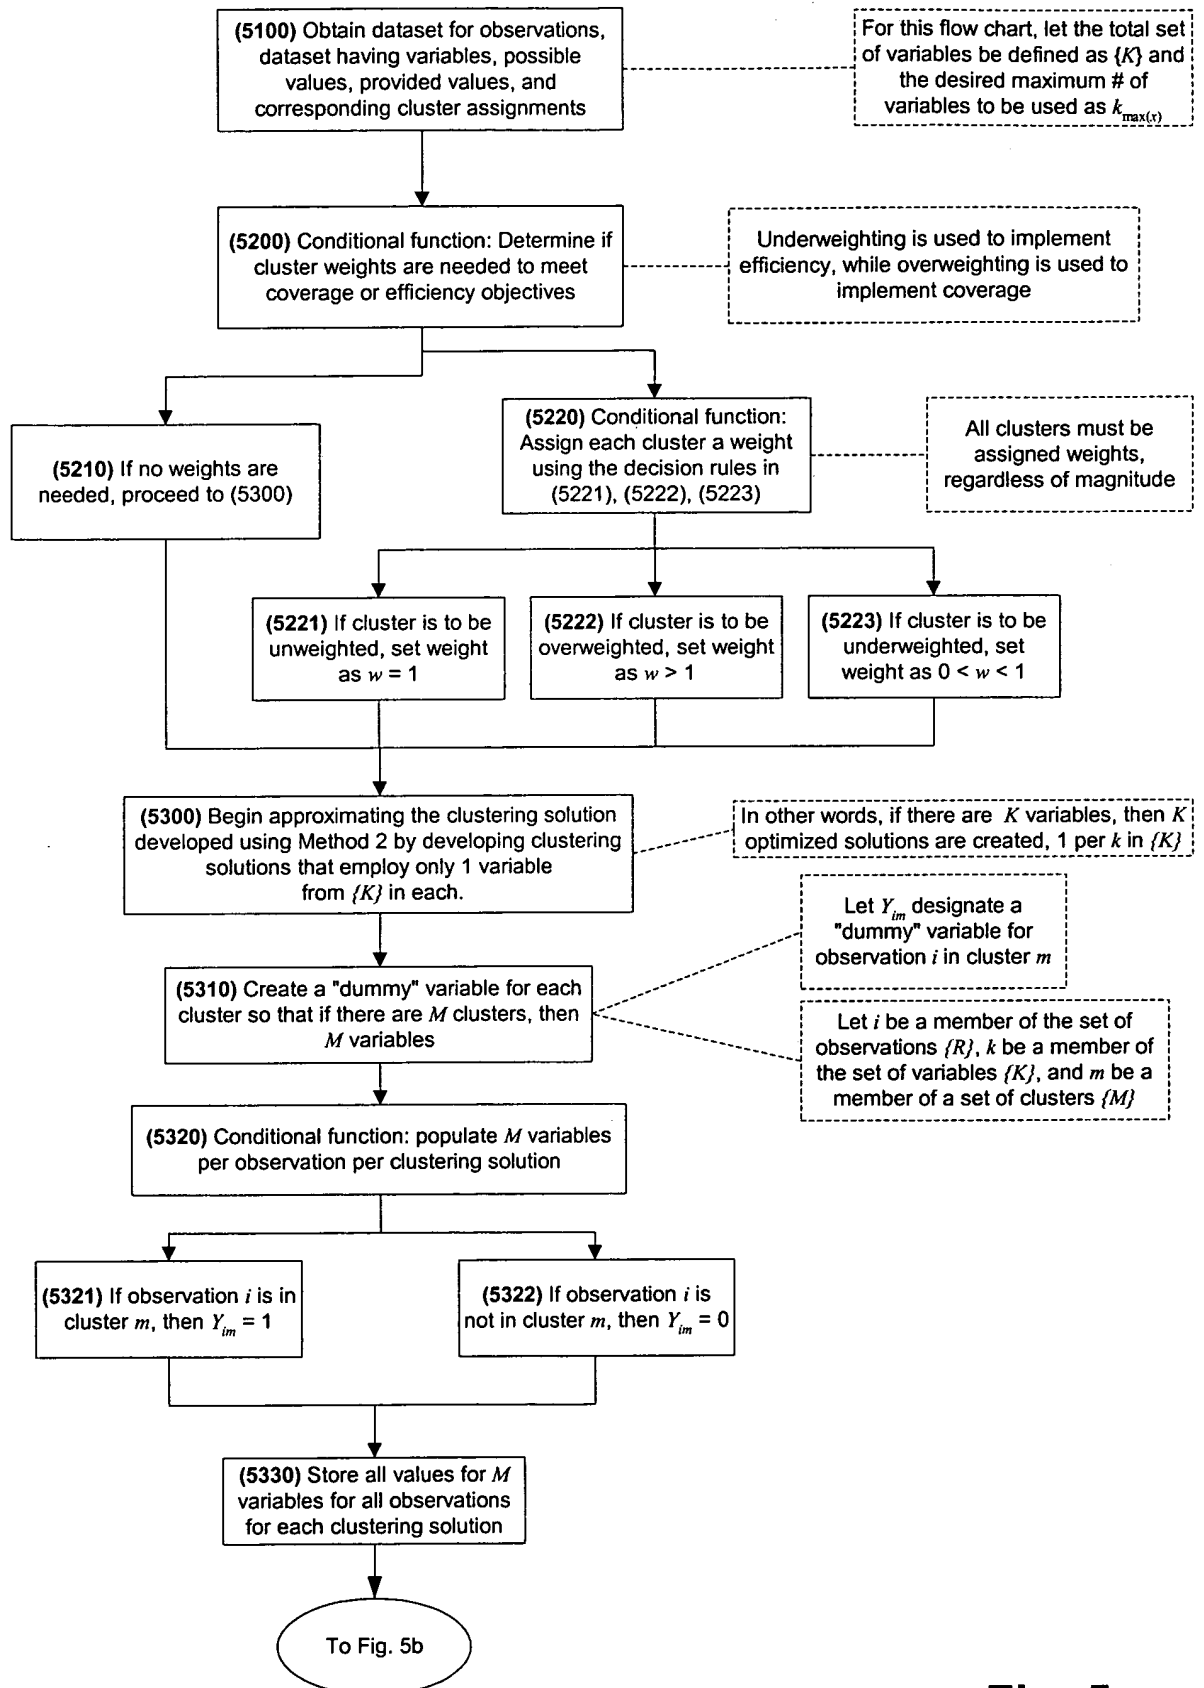 (5100) Obtain dataset for observations,
dataset having variables, possible
values, provided values, and
corresponding cluster assignments
For this flow chart, let the total set
of variables be defined as {K} and
the desired maximum # of
variables to be used as k_max(x)
(5200) Conditional function: Determine if
cluster weights are needed to meet
coverage or efficiency objectives
Underweighting is used to implement
efficiency, while overweighting is used to
implement coverage
(5210) If no weights are
needed, proceed to (5300)
(5220) Conditional function:
Assign each cluster a weight
using the decision rules in
(5221), (5222), (5223)
All clusters must be
assigned weights,
regardless of magnitude
(5221) If cluster is to be
unweighted, set weight
as w = 1
(5222) If cluster is to be
overweighted, set weight
as w > 1
(5223) If cluster is to be
underweighted, set
weight as 0 < w < 1
(5300) Begin approximating the clustering solution
developed using Method 2 by developing clustering
solutions that employ only 1 variable
from {K} in each.
In other words, if there are K variables, then K
optimized solutions are created, 1 per k in {K}
Let Y_im designate a
"dummy" variable for
observation i in cluster m
(5310) Create a "dummy" variable for each
cluster so that if there are M clusters, then
M variables
Let i be a member of the set of
observations {R}, k be a member of
the set of variables {K}, and m be a
member of a set of clusters {M}
(5320) Conditional function: populate M variables
per observation per clustering solution
(5321) If observation i is in
cluster m, then Y_im = 1
(5322) If observation i is
not in cluster m, then Y_im = 0
(5330) Store all values for M
variables for all observations
for each clustering solution
To Fig. 5b